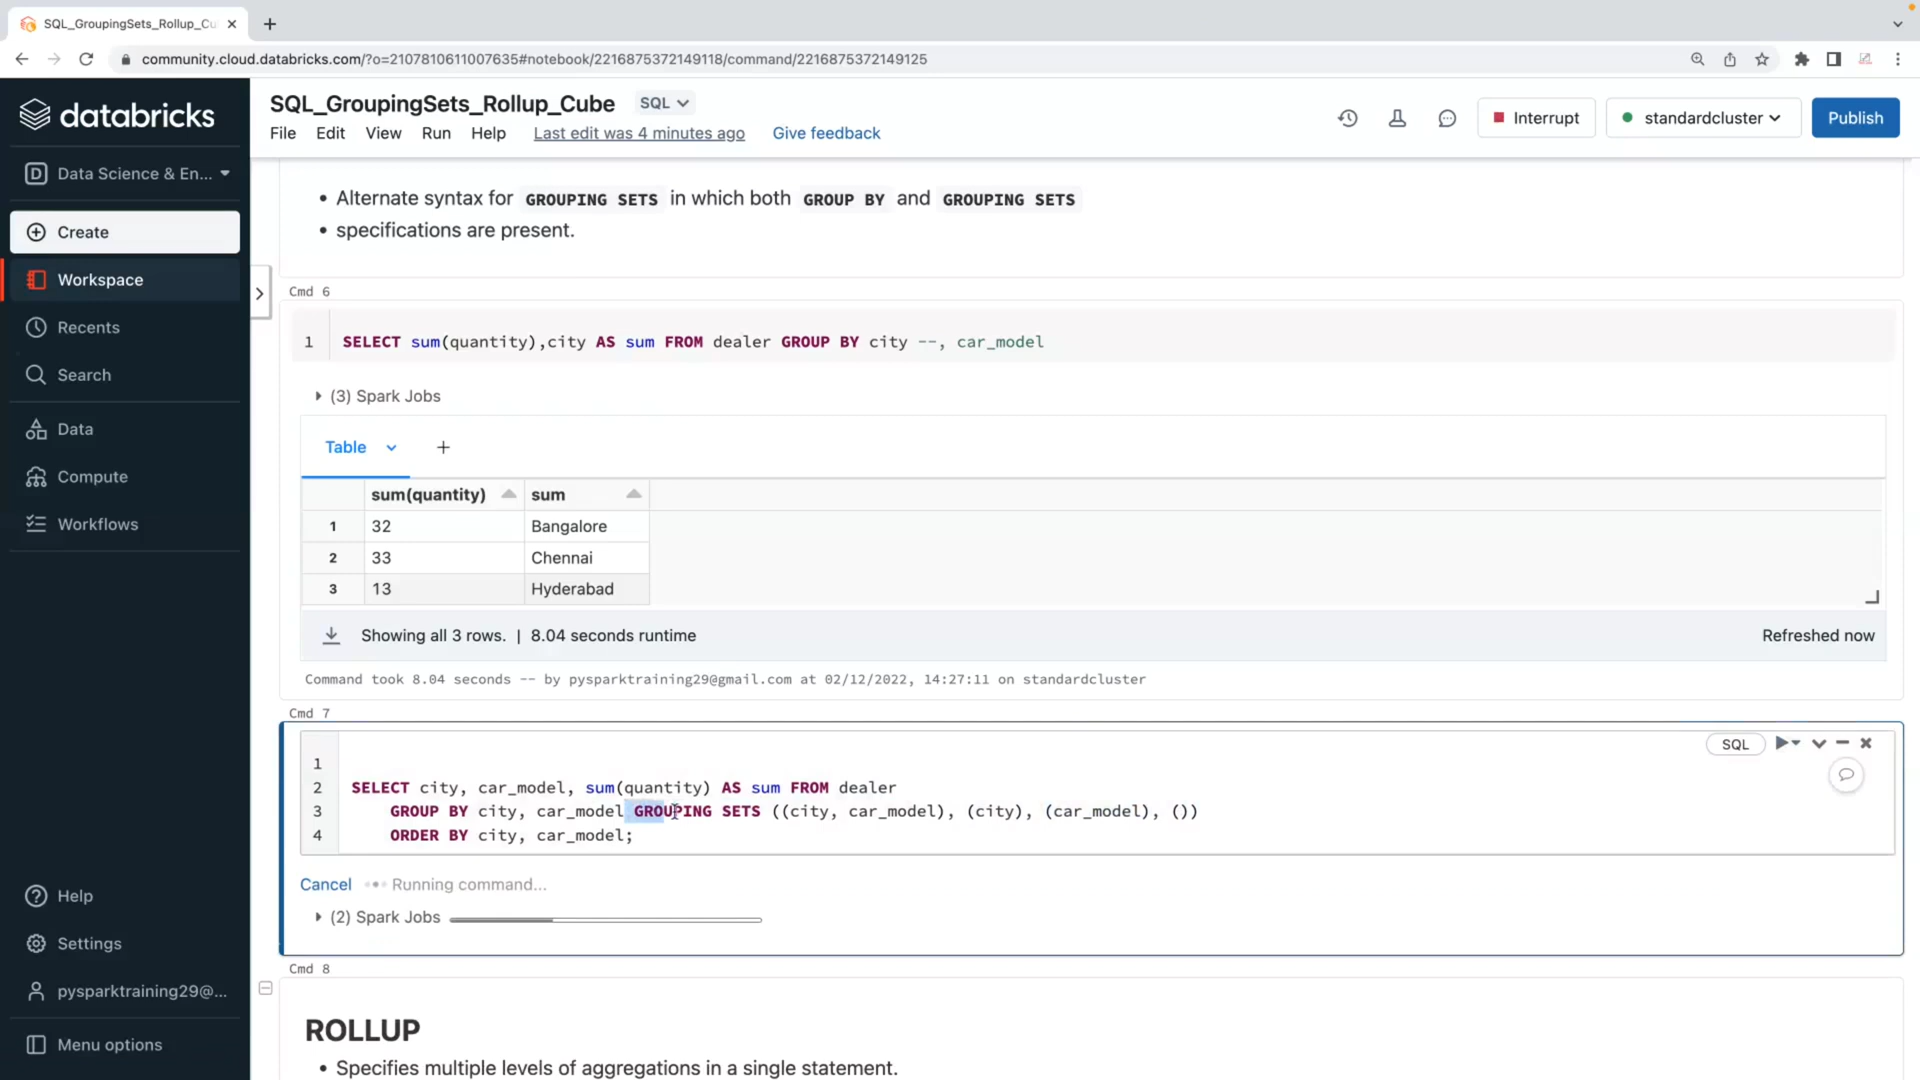 SQL_GroupingSets_Rollup_Cu
community.cloud.databricks.com/?o=2107810611007635#notebook/2216875372149118/command/2216875372149125
databricks
Data Science & En...
Create
Workspace
Recents
Search
Data
Compute
Workflows
Help
Settings
pysparktraining29@...
Menu options
SQL_GroupingSets_Rollup_Cube SQL
File Edit View Run Help Last edit was 4 minutes ago Give feedback
Interrupt standardcluster Publish
• Alternate syntax for GROUPING SETS in which both GROUP BY and GROUPING SETS
• specifications are present.
Cmd 6
1 SELECT sum(quantity),city AS sum FROM dealer GROUP BY city --, car_model
(3) Spark Jobs
Table +
sum(quantity) sum
1 32 Bangalore
2 33 Chennai
3 13 Hyderabad
Showing all 3 rows. | 8.04 seconds runtime Refreshed now
Command took 8.04 seconds -- by pysparktraining29@gmail.com at 02/12/2022, 14:27:11 on standardcluster
Cmd 7
SQL
1
2 SELECT city, car_model, sum(quantity) AS sum FROM dealer
3 GROUP BY city, car_model GROUPING SETS ((city, car_model), (city), (car_model), ())
4 ORDER BY city, car_model;
Cancel Running command...
(2) Spark Jobs
Cmd 8
ROLLUP
• Specifies multiple levels of aggregations in a single statement.